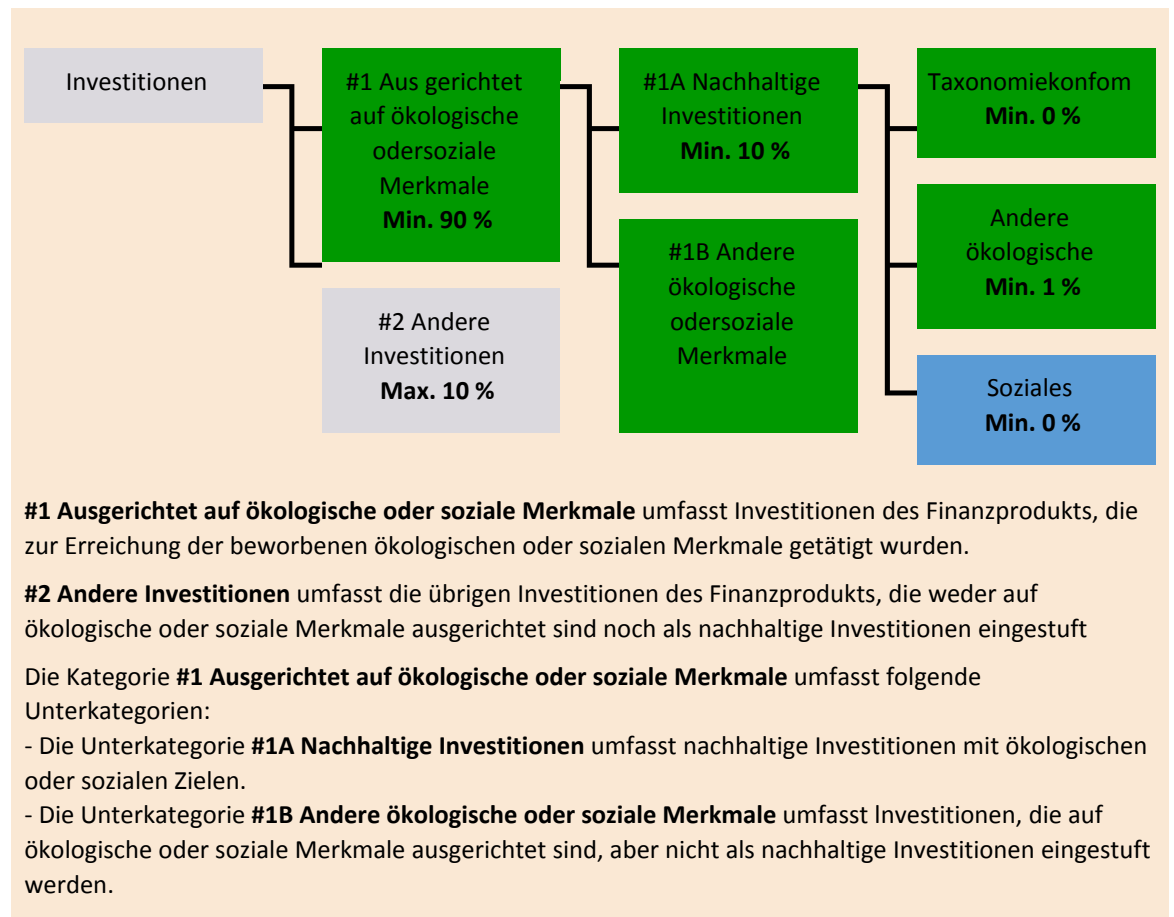 Investitionen
#1 Aus gerichtet
auf ökologische
odersoziale
Merkmale
Min. 90 %
#2 Andere
Investitionen
Max. 10 %
#1A Nachhaltige
Investitionen
Min. 10 %
#1B Andere
ökologische
odersoziale
Merkmale
Taxonomiekonfom
Min. 0 %
Andere
ökologische
Min. 1 %
Soziales
Min. 0 %
#1 Ausgerichtet auf ökologische oder soziale Merkmale umfasst Investitionen des Finanzprodukts, die
zur Erreichung der beworbenen ökologischen oder sozialen Merkmale getätigt wurden.
#2 Andere Investitionen umfasst die übrigen Investitionen des Finanzprodukts, die weder auf
ökologische oder soziale Merkmale ausgerichtet sind noch als nachhaltige Investitionen eingestuft
Die Kategorie #1 Ausgerichtet auf ökologische oder soziale Merkmale umfasst folgende
Unterkategorien:
- Die Unterkategorie #1A Nachhaltige Investitionen umfasst nachhaltige Investitionen mit ökologischen
oder sozialen Zielen.
- Die Unterkategorie #1B Andere ökologische oder soziale Merkmale umfasst lnvestitionen, die auf
ökologische oder soziale Merkmale ausgerichtet sind, aber nicht als nachhaltige Investitionen eingestuft
werden.